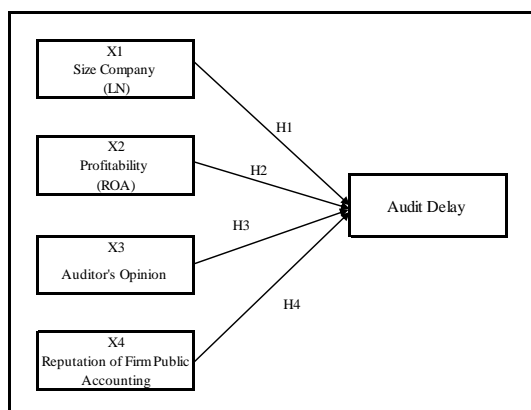 X1
Size Company
(LN)
H1
X2
Profitability
(ROA)
H2
Audit Delay
X3
Auditor's Opinion
H3
H4
X4
Reputation of Firm Public
Accounting